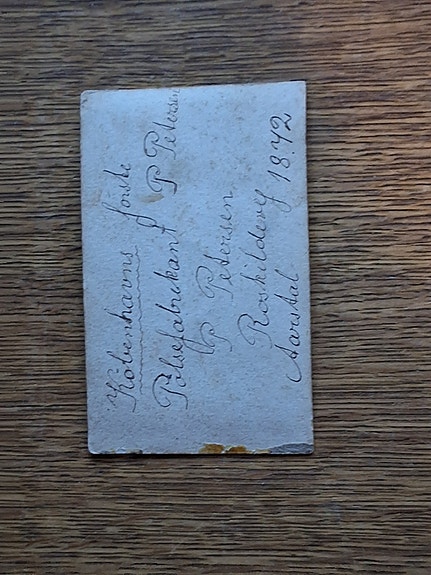 Københavns første
Pølsefabrikant P Petersen
P Petersen
Roskildevej
Aarstal 1842